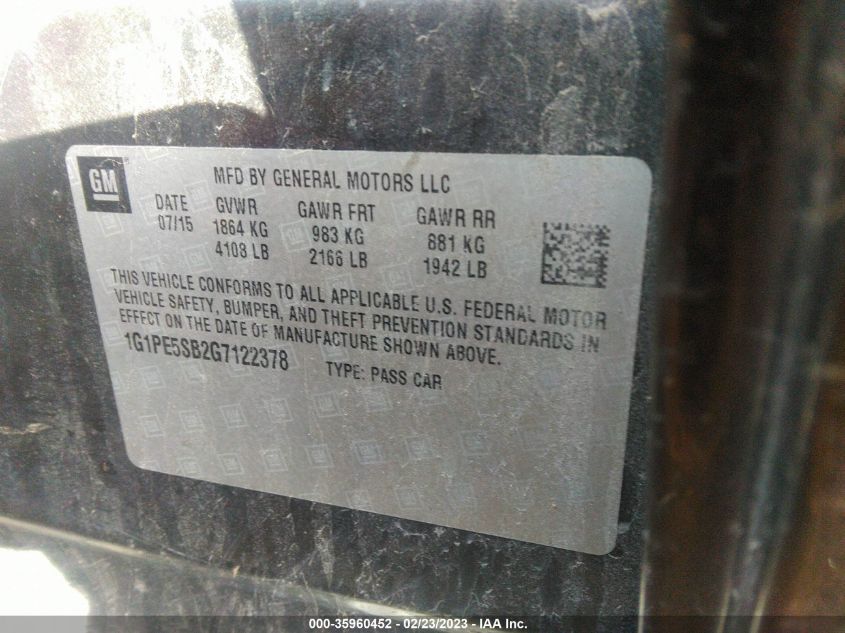 GM
MFD BY GENERAL MOTORS LLC
DATE GVWR GAWR FRT GAWR RR
07/15 1864 KG 983 KG 881 KG
4108 LB 2166 LB 1942 LB
THIS VEHICLE CONFORMS TO ALL APPLICABLE U.S. FEDERAL MOTOR
VEHICLE SAFETY, BUMPER, AND THEFT PREVENTION STANDARDS IN
EFFECT ON THE DATE OF MANUFACTURE SHOWN ABOVE.
1G1PE5SB2G7122378 TYPE: PASS CAR
000-35960452 - 02/23/2023 - IAA Inc.